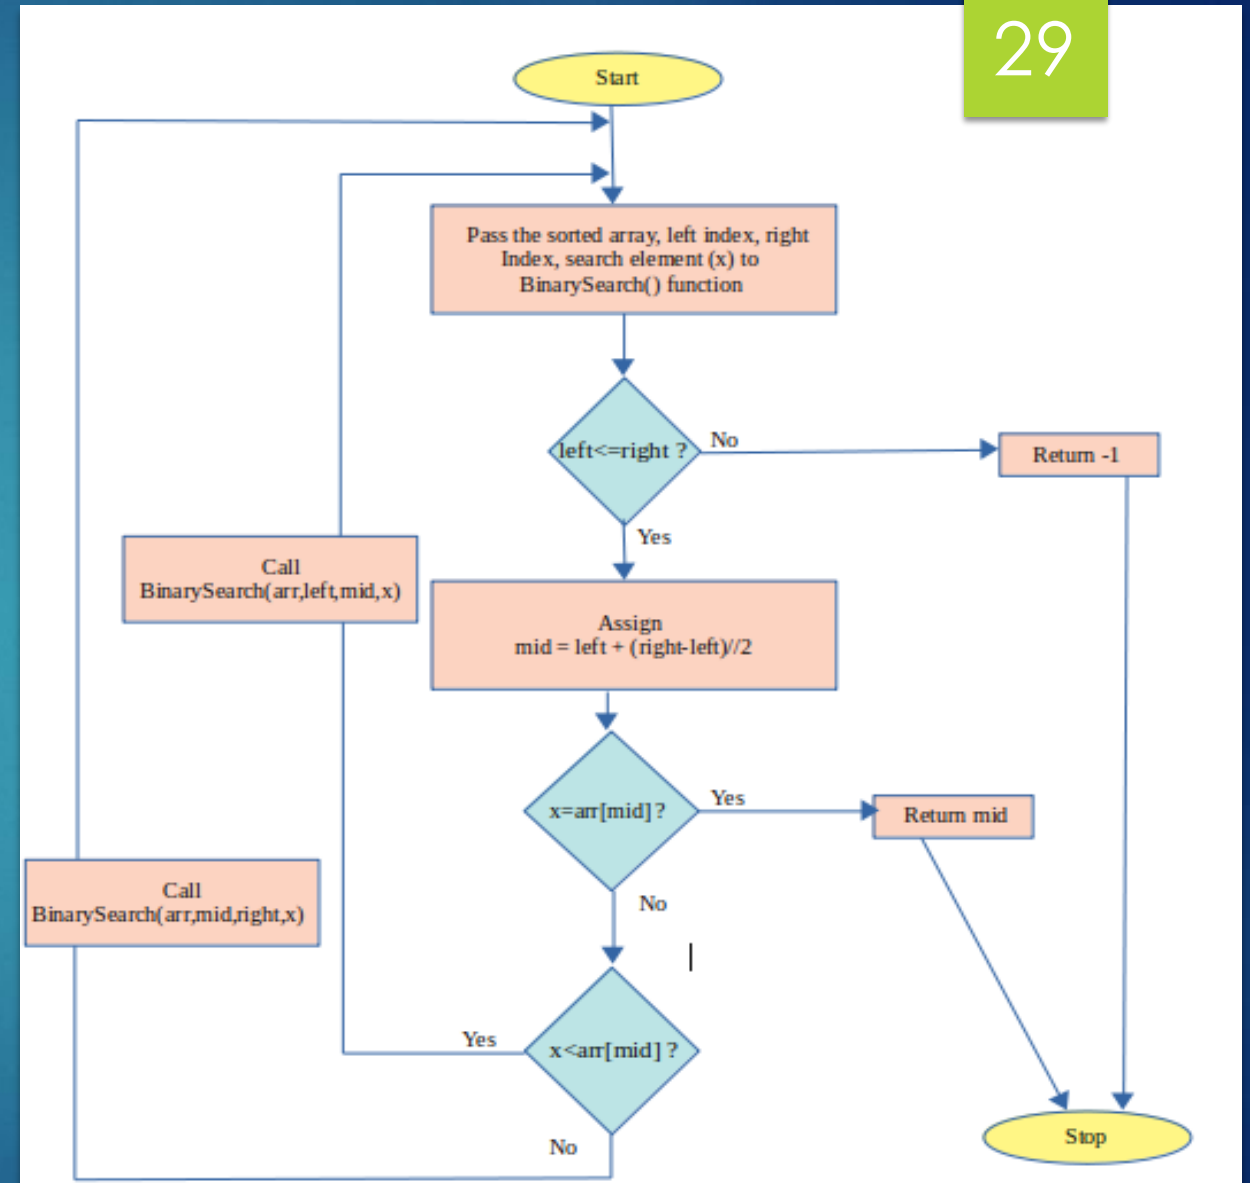 29
Start
Pass the sorted array, left index, right
Index, search element (x) to
BinarySearch() function
left<=right ?
No
Return -1
Yes
Call
BinarySearch(arr,left,mid,x)
Assign
mid = left + (right-left)//2
x=arr[mid] ?
Yes
Return mid
No
Call
BinarySearch(arr,mid,right,x)
x<arr[mid] ?
Yes
No
Stop